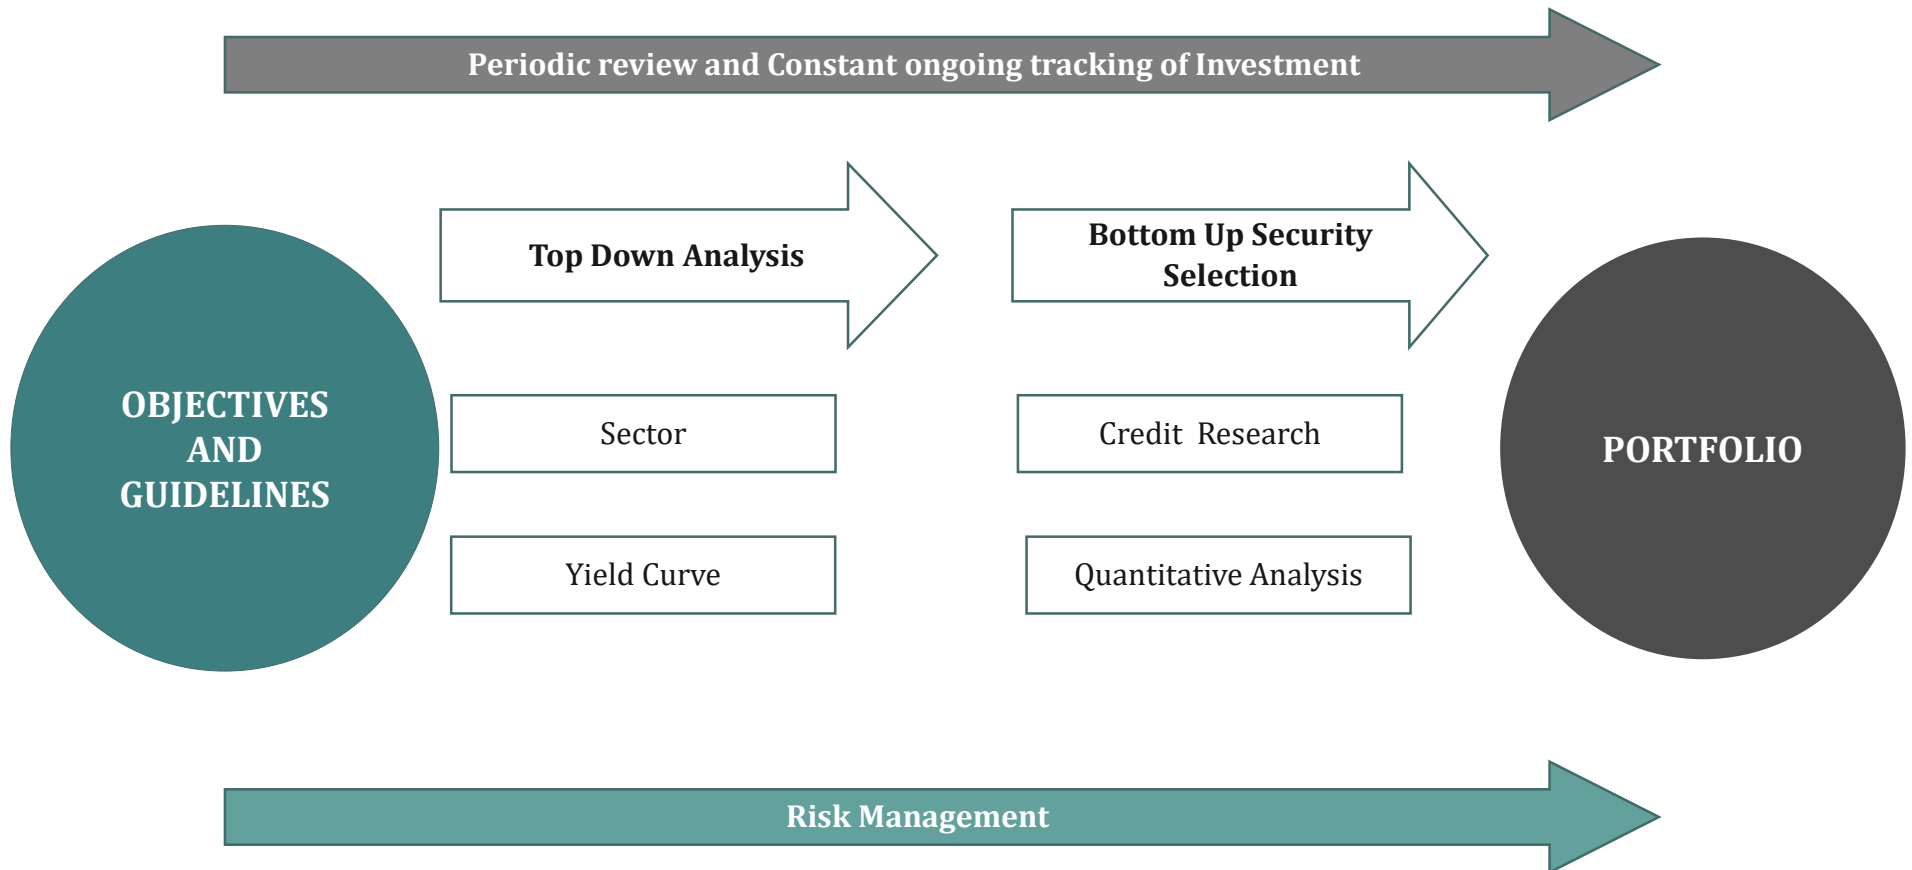 Periodic review and Constant ongoing tracking of Investment
Top Down Analysis
Bottom Up Security
Selection
OBJECTIVES
AND
GUIDELINES
Sector
Credit Research
PORTFOLIO
Yield Curve
Quantitative Analysis
Risk Management